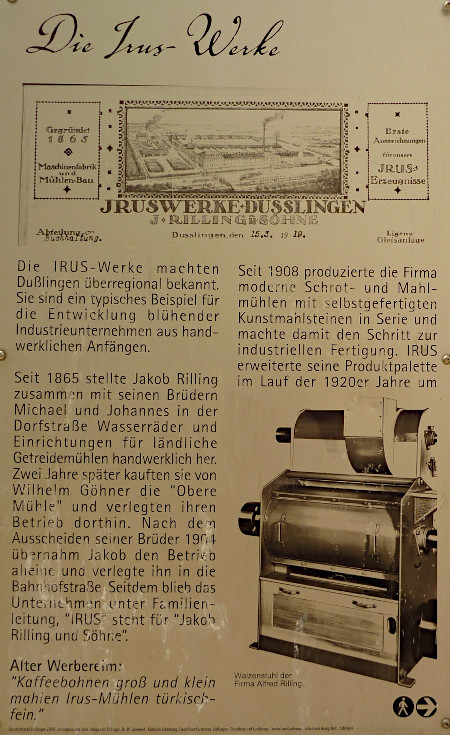 Die Irus-Werke
Gegründet
1865
Maschinenfabrik
und
Mühlen-Bau
Erste
Auszeichnungen
für unsere
JRUS-
Erzeugnisse
JRUSWERKE·DUSSLINGEN
J·RILLING & SÖHNE
Abteilung
Buchhaltung.
Dusslingen, den 15.3. 1919.
Eigene
Gleisanlage
Die IRUS-Werke machten
Dußlingen überregional bekannt.
Sie sind ein typisches Beispiel für
die Entwicklung blühender
Industrieunternehmen aus hand-
werklichen Anfängen.
Seit 1865 stellte Jakob Rilling
zusammen mit seinen Brüdern
Michael und Johannes in der
Dorfstraße Wasserräder und
Einrichtungen für ländliche
Getreidemühlen handwerklich her.
Zwei Jahre später kauften sie von
Wilhelm Göhner die "Obere
Mühle" und verlegten ihren
Betrieb dorthin. Nach dem
Ausscheiden seiner Brüder 1904
übernahm Jakob den Betrieb
alleine und verlegte ihn in die
Bahnhofstraße. Seitdem blieb das
Unternehmen unter Familien-
leitung, "IRUS" steht für "Jakob
Rilling und Söhne".
Alter Werbereim:
"Kaffeebohnen groß und klein
mahlen Irus-Mühlen türkisch-
fein."
Seit 1908 produzierte die Firma
moderne Schrot- und Mahl-
mühlen mit selbstgefertigten
Kunstmahlsteinen in Serie und
machte damit den Schritt zur
industriellen Fertigung. IRUS
erweiterte seine Produktpalette
im Lauf der 1920er Jahre um
Walzenstuhl der
Firma Alfred Rilling.